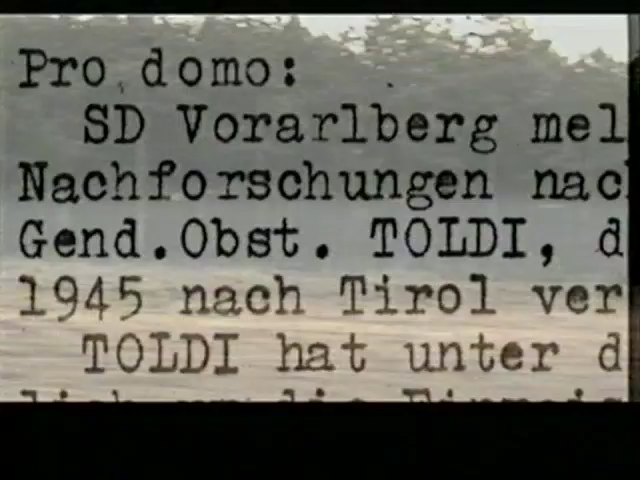 Pro domo:
SD Vorarlberg mel
Nachforschungen nac
Gend.Obst. TOLDI, d
1945 nach Tirol ver
TOLDI hat unter d